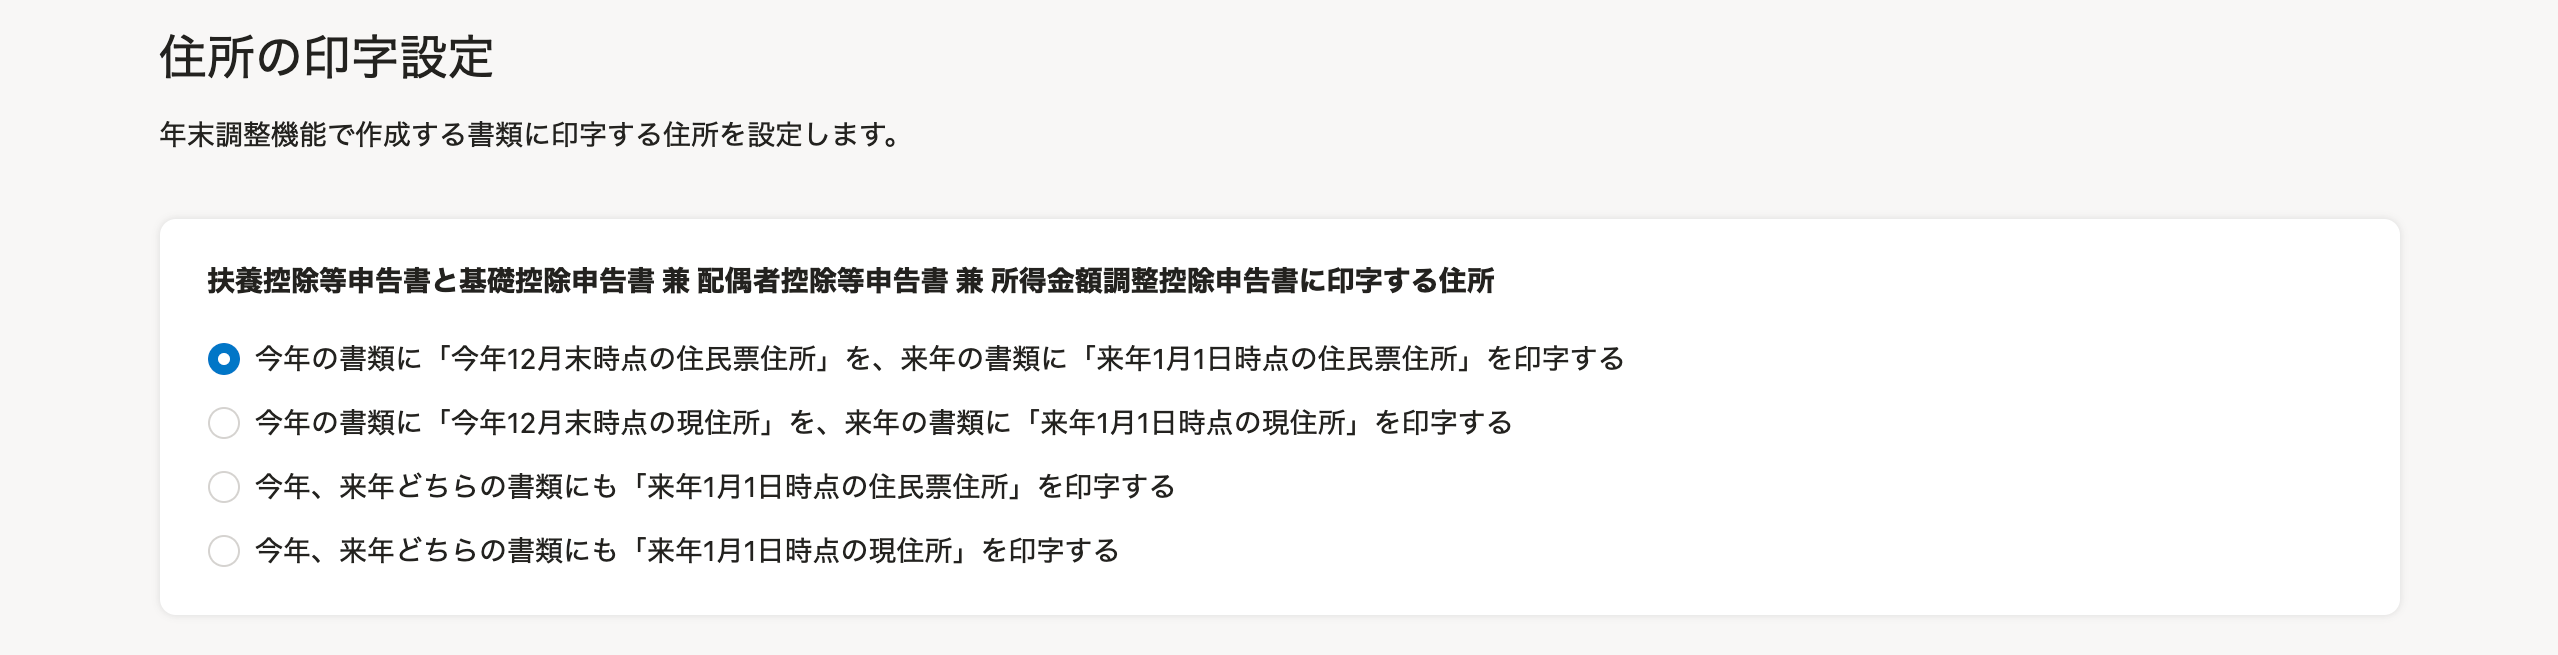 住所の印字設定
年末調整機能で作成する書類に印字する住所を設定します。
扶養控除等申告書と基礎控除申告書 兼 配偶者控除等申告書 兼 所得金額調整控除申告書に印字する住所
今年の書類に「今年12月末時点の住民票住所」を、来年の書類に「来年1月1日時点の住民票住所」を印字する
今年の書類に「今年12月末時点の現住所」を、来年の書類に「来年1月1日時点の現住所」を印字する
今年、来年どちらの書類にも「来年1月1日時点の住民票住所」を印字する
今年、来年どちらの書類にも「来年1月1日時点の現住所」を印字する